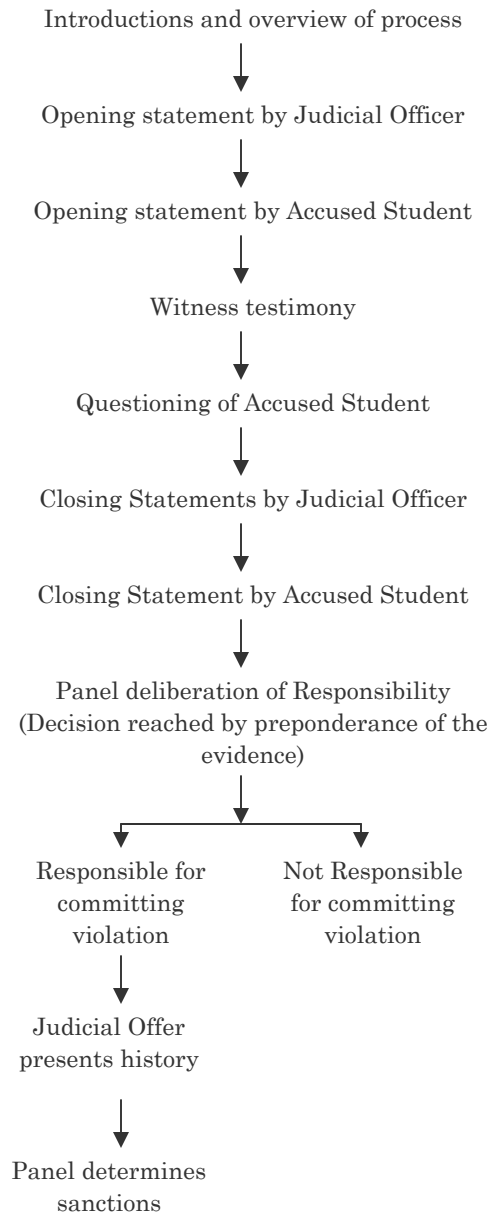 Introductions and overview of process
Opening statement by Judicial Officer
Opening statement by Accused Student
Witness testimony
Questioning of Accused Student
Closing Statements by Judicial Officer
Closing Statement by Accused Student
Panel deliberation of Responsibility
(Decision reached by preponderance of the
evidence)
Responsible for
committing
violation
Not Responsible
for committing
violation
Judicial Offer
presents history
Panel determines
sanctions